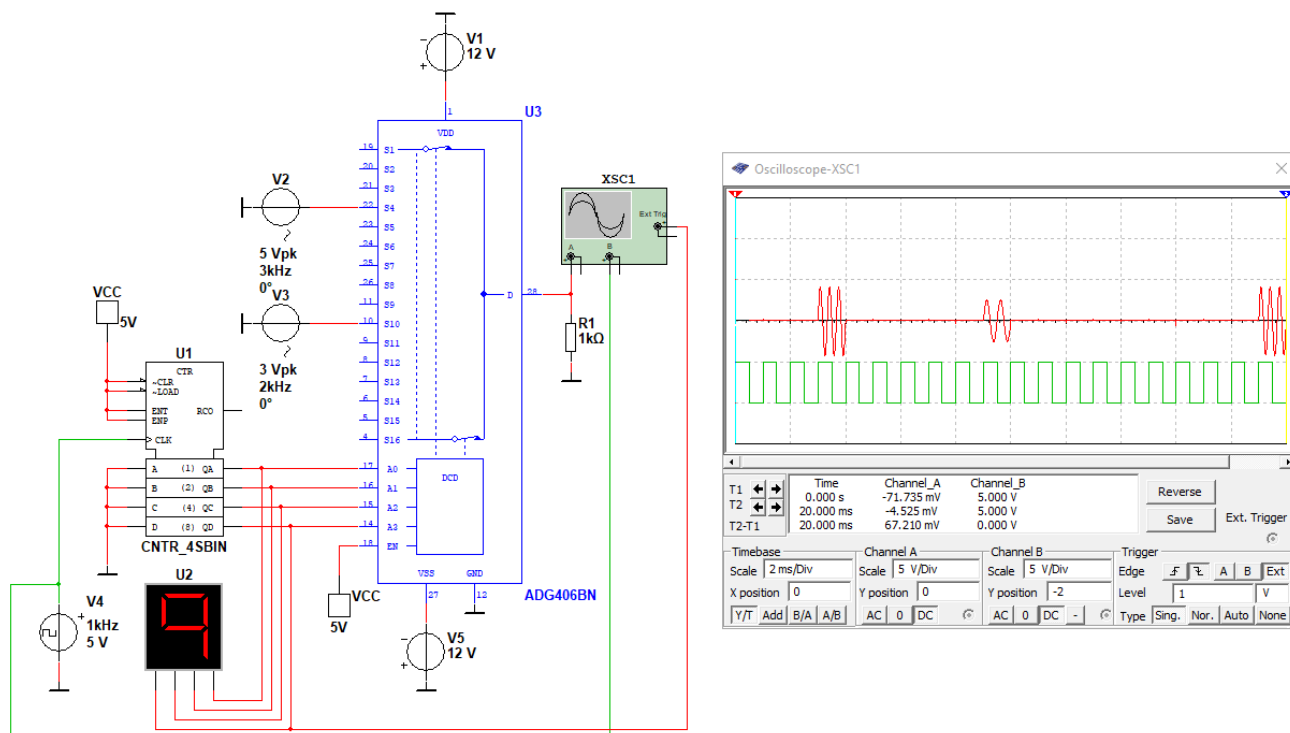 V1
12 V
U3
1
VDD
19 S1
20 S2
21 S3
22 S4
23 S5
24 S6
25 S7
26 S8
11 S9
10 S10
9 S11
8 S12
7 S13
6 S14
5 S15
4 S16
D 28
17 A0
16 A1
15 A2
14 A3
18 EN
DCD
VSS GND
27 12
ADG406BN
V2
5 Vpk
3kHz
0°
V3
3 Vpk
2kHz
0°
VCC
5V
U1
CTR
~CLR
~LOAD
ENT RCO
ENP
CLK
A (1) QA
B (2) QB
C (4) QC
D (8) QD
CNTR_4SBIN
U2
9
V4
1kHz
5 V
VCC
5V
V5
12 V
XSC1
Ext Trig
A B
R1
1kΩ
Oscilloscope-XSC1
1 2
Time Channel_A Channel_B
T1 0.000 s -71.735 mV 5.000 V
T2 20.000 ms -4.525 mV 5.000 V
T2-T1 20.000 ms 67.210 mV 0.000 V
Reverse
Save
Ext. Trigger
Timebase Channel A Channel B Trigger
Scale 2 ms/Div Scale 5 V/Div Scale 5 V/Div Edge A B Ext
X position 0 Y position 0 Y position -2 Level 1 V
Y/T Add B/A A/B AC 0 DC AC 0 DC - Type Sing. Nor. Auto None